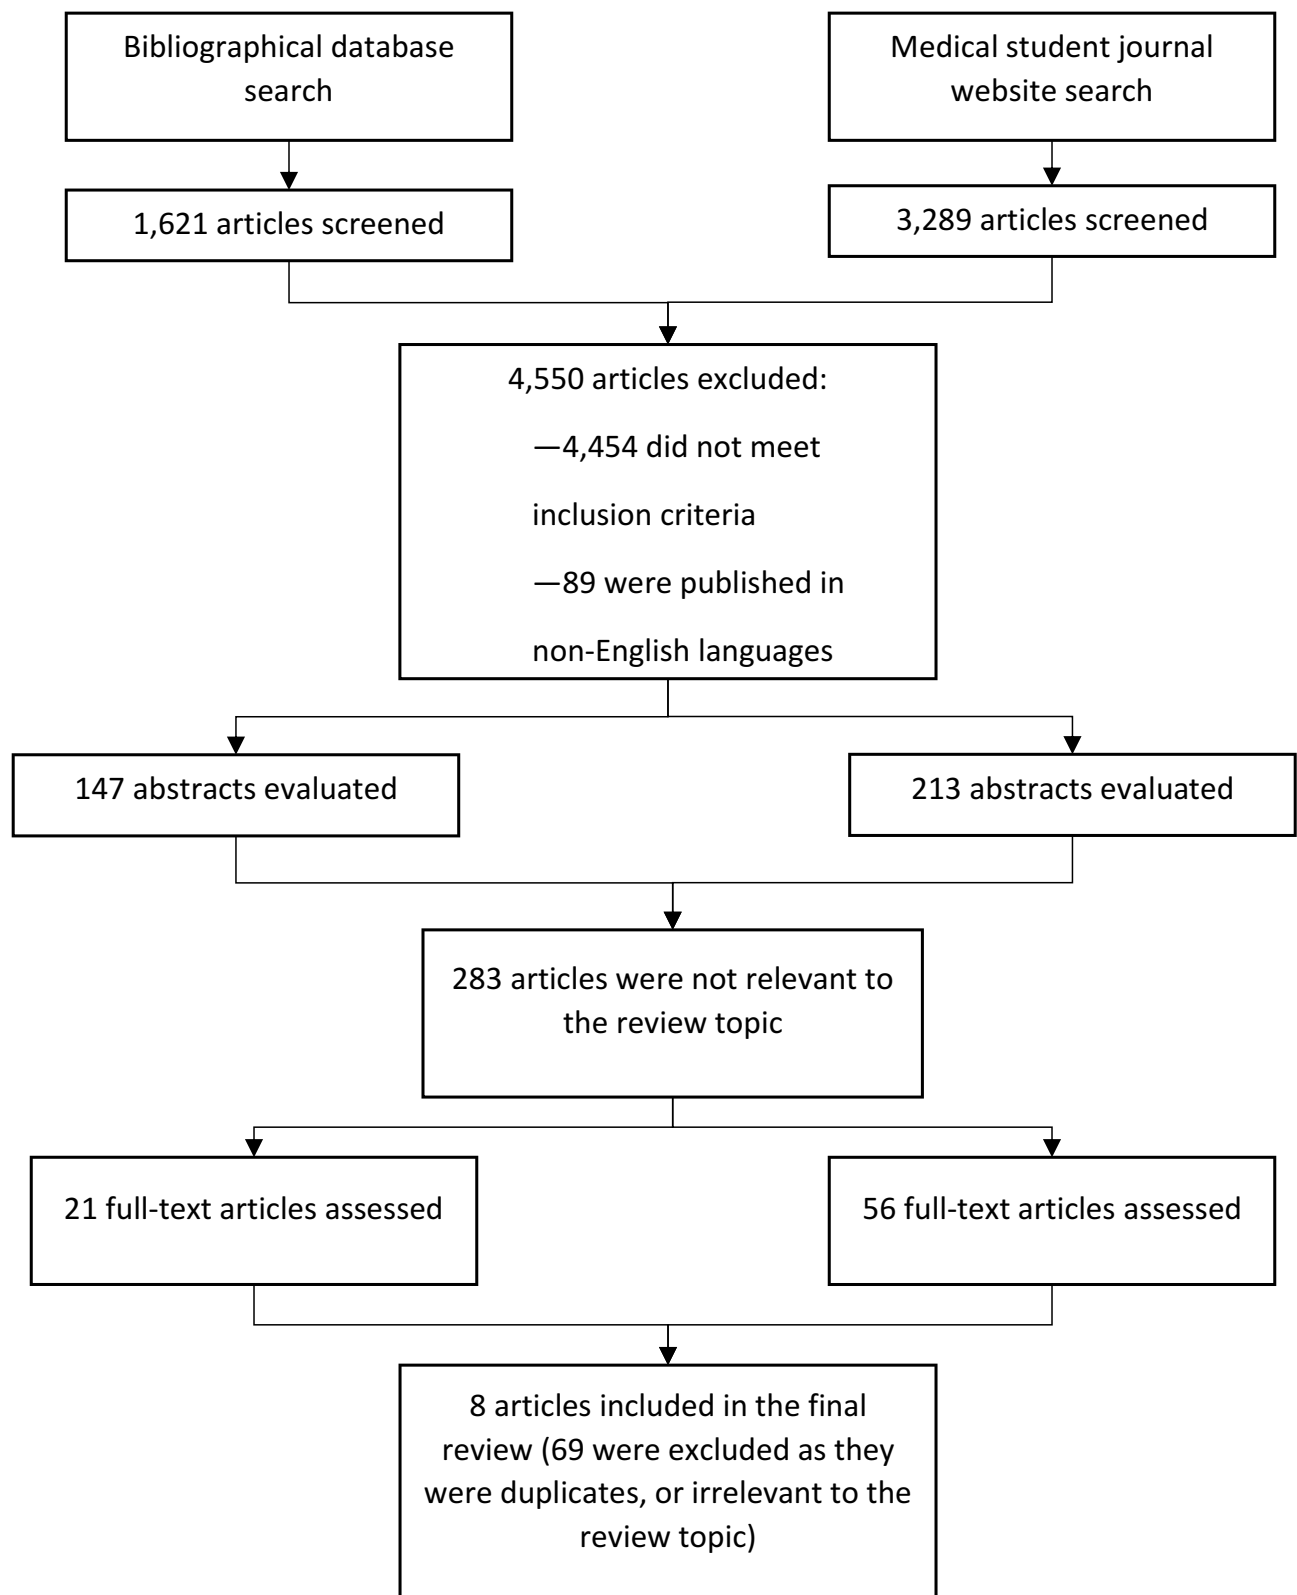 Bibliographical database
search
Medical student journal
website search
1,621 articles screened
3,289 articles screened
4,550 articles excluded:
—4,454 did not meet
inclusion criteria
—89 were published in
non-English languages
147 abstracts evaluated
213 abstracts evaluated
283 articles were not relevant to
the review topic
21 full-text articles assessed
56 full-text articles assessed
8 articles included in the final
review (69 were excluded as they
were duplicates, or irrelevant to the
review topic)